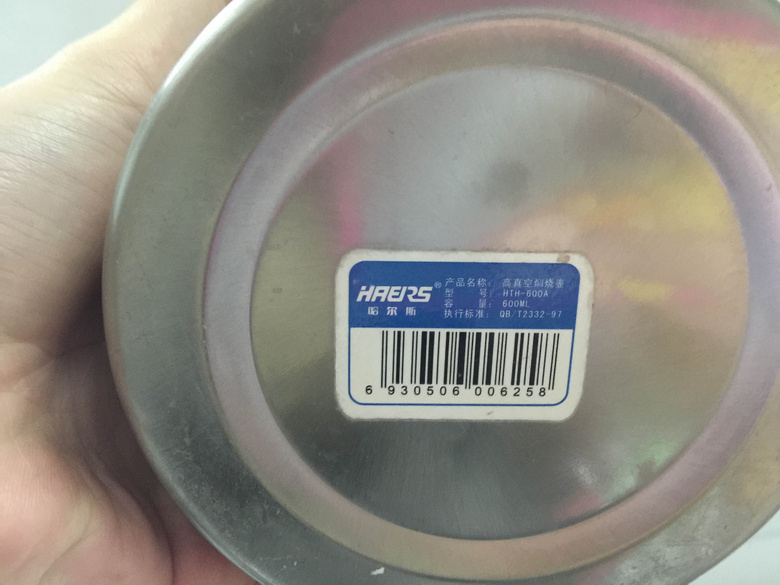 HAERS®
哈尔斯
产品名称: 高真空焖烧壶
型 号: HTH-600A
容 量: 600ML
执行标准: QB/T2332-97
6 930506 006258